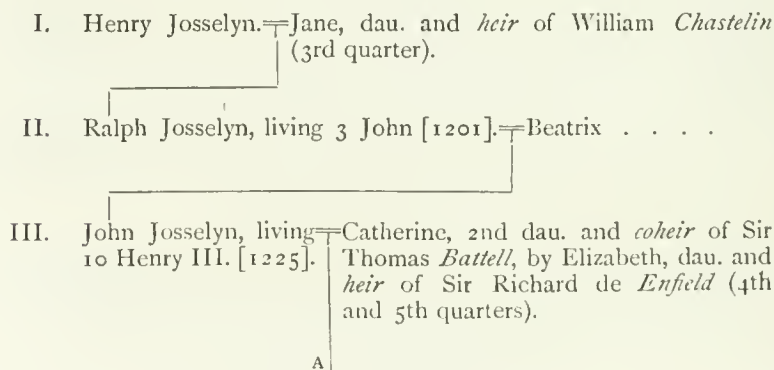 I. Henry Josselyn.╤Jane, dau. and heir of William Chastelin
(3rd quarter).
II. Ralph Josselyn, living 3 John [1201].╤Beatrix . . . .
III. John Josselyn, living╤Catherine, 2nd dau. and coheir of Sir
10 Henry III. [1225]. Thomas Battell, by Elizabeth, dau. and
heir of Sir Richard de Enfield (4th
and 5th quarters).
A